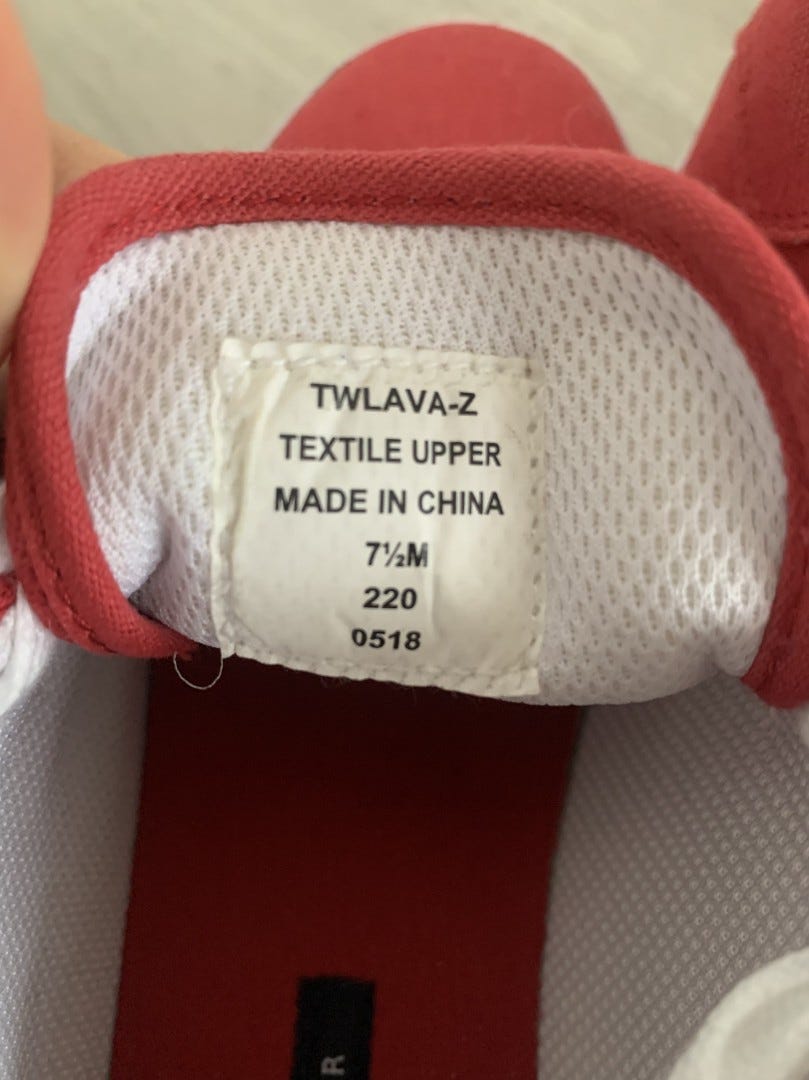 TWLAVA-Z
TEXTILE UPPER
MADE IN CHINA
7½M
220
0518
R